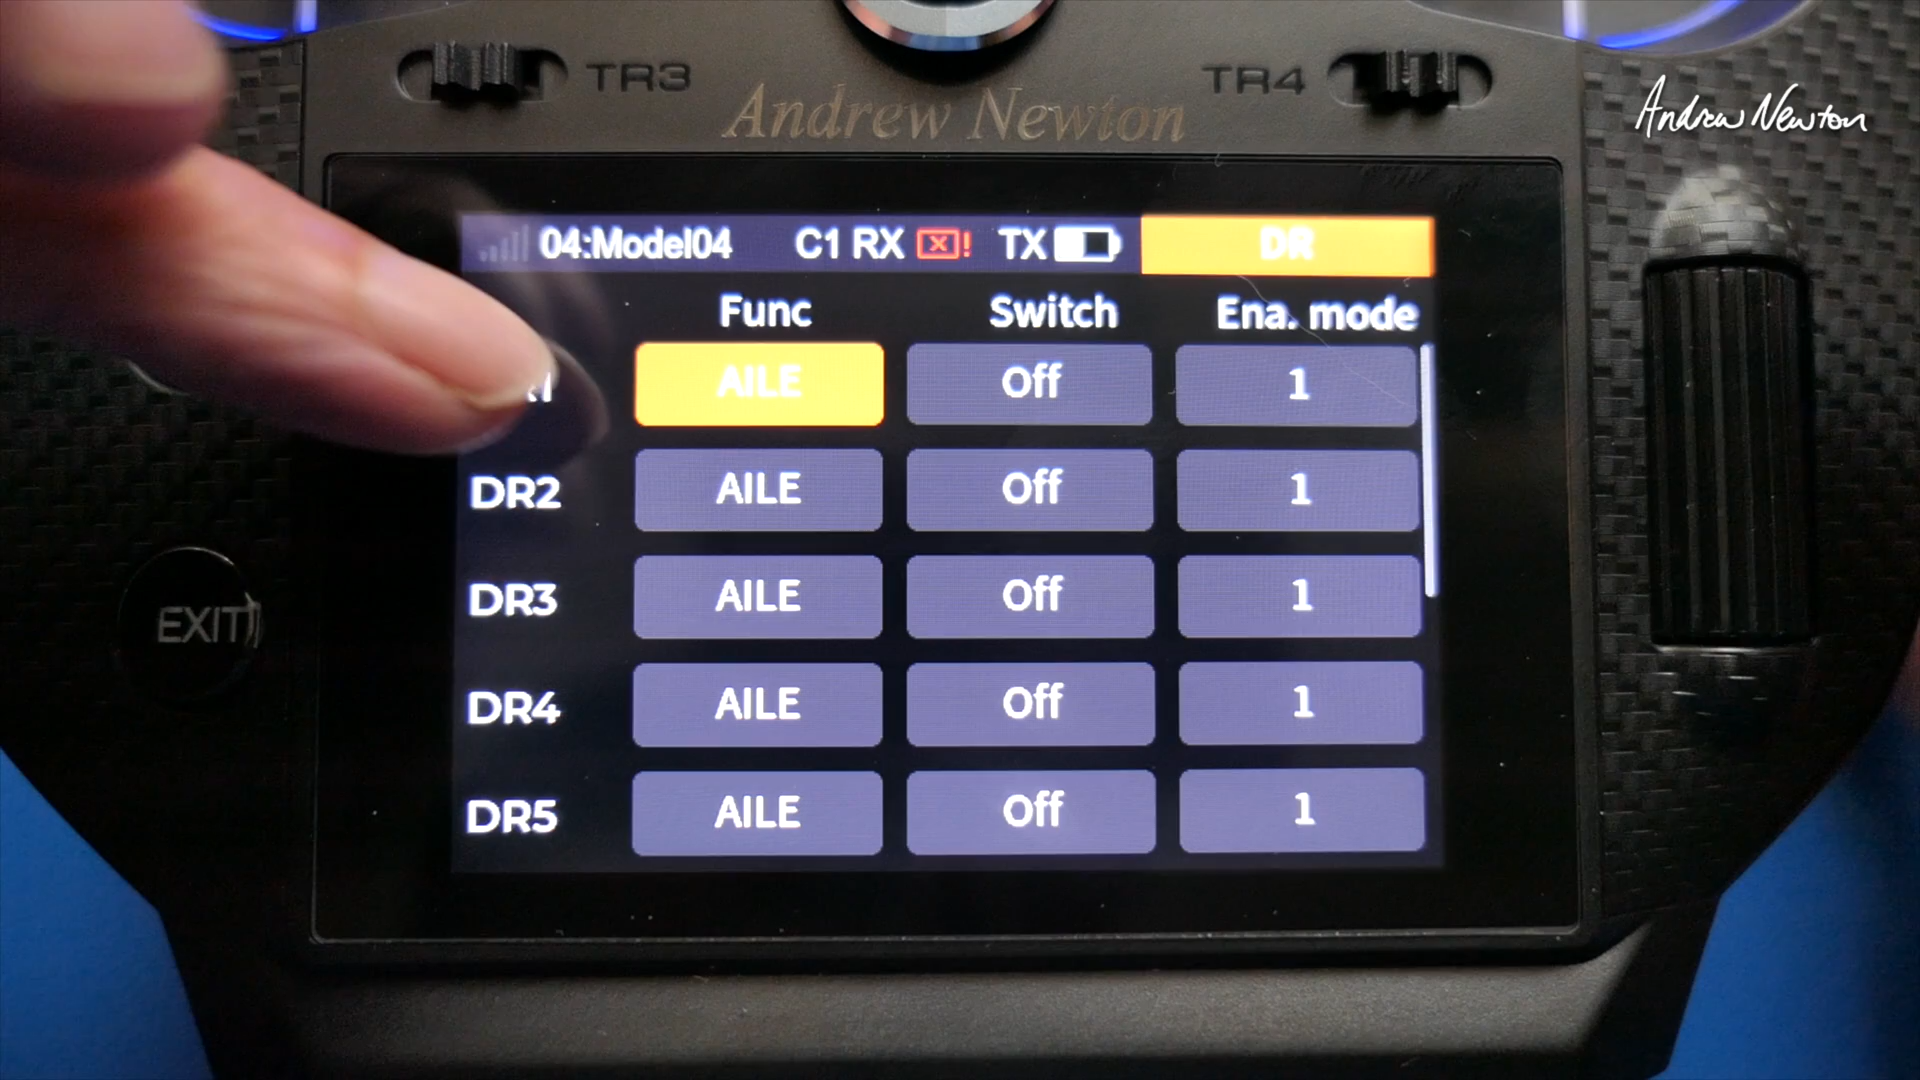 TR3
TR4
Andrew Newton
Andrew Newton
04:Model04 C1 RX ! TX DR
Func Switch Ena. mode
AILE Off 1
DR2 AILE Off 1
DR3 AILE Off 1
DR4 AILE Off 1
DR5 AILE Off 1
EXIT